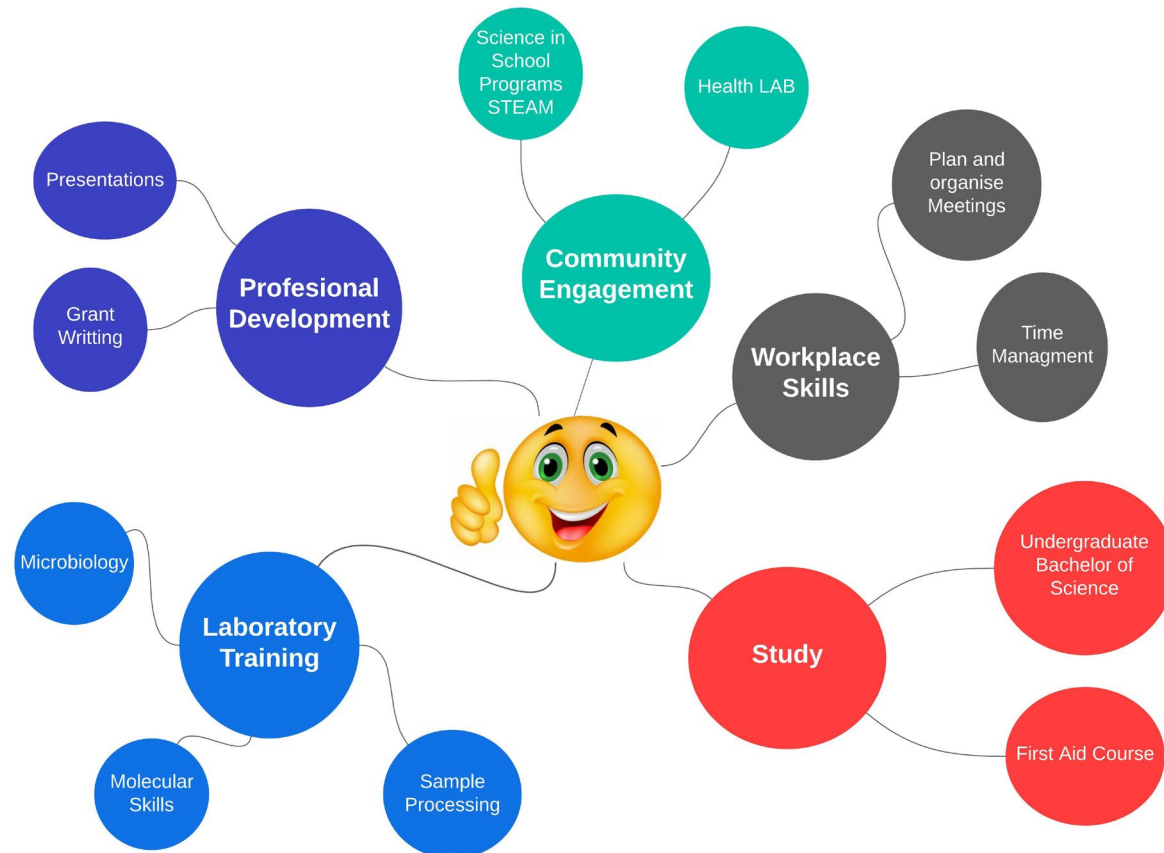 Science in
School
Programs
STEAM
Health LAB
Community
Engagement
Presentations
Grant
Writting
Profesional
Development
Plan and
organise
Meetings
Time
Managment
Workplace
Skills
Microbiology
Laboratory
Training
Molecular
Skills
Sample
Processing
Study
Undergraduate
Bachelor of
Science
First Aid Course